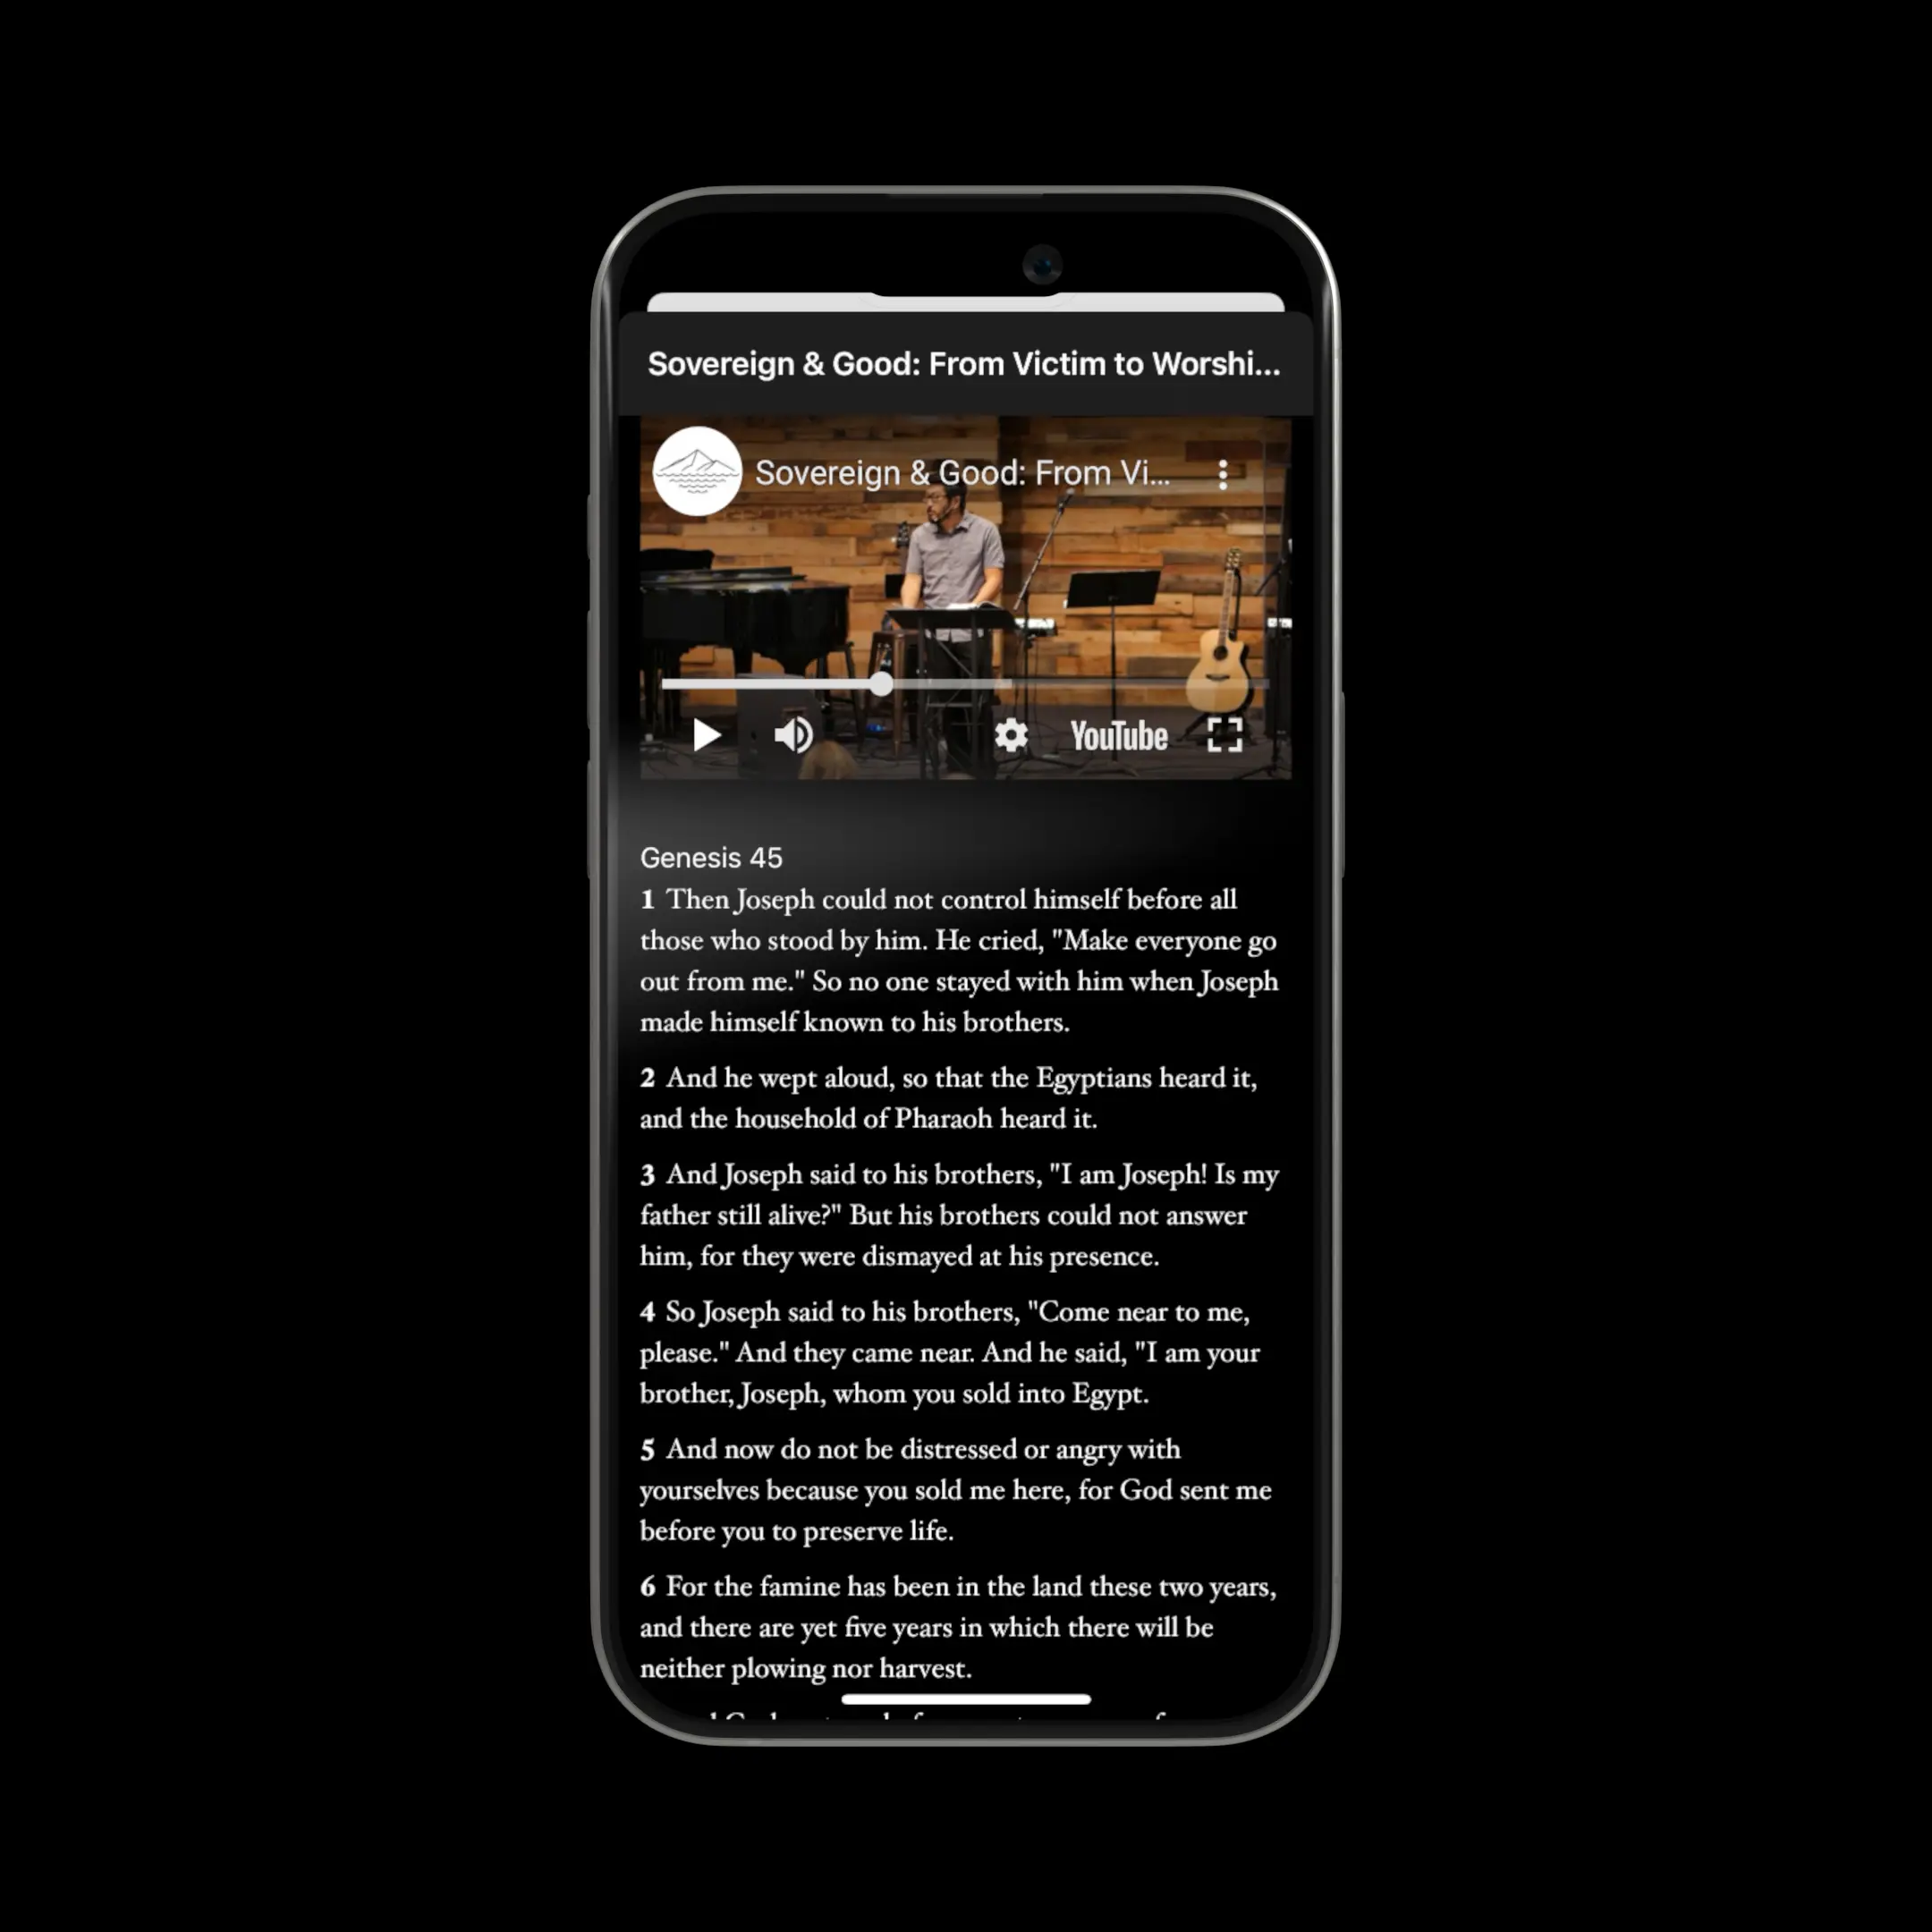 Sovereign & Good: From Victim to Worshi...
Sovereign & Good: From Vi...
YouTube
Genesis 45
1 Then Joseph could not control himself before all
those who stood by him. He cried, "Make everyone go
out from me." So no one stayed with him when Joseph
made himself known to his brothers.
2 And he wept aloud, so that the Egyptians heard it,
and the household of Pharaoh heard it.
3 And Joseph said to his brothers, "I am Joseph! Is my
father still alive?" But his brothers could not answer
him, for they were dismayed at his presence.
4 So Joseph said to his brothers, "Come near to me,
please." And they came near. And he said, "I am your
brother, Joseph, whom you sold into Egypt.
5 And now do not be distressed or angry with
yourselves because you sold me here, for God sent me
before you to preserve life.
6 For the famine has been in the land these two years,
and there are yet five years in which there will be
neither plowing nor harvest.